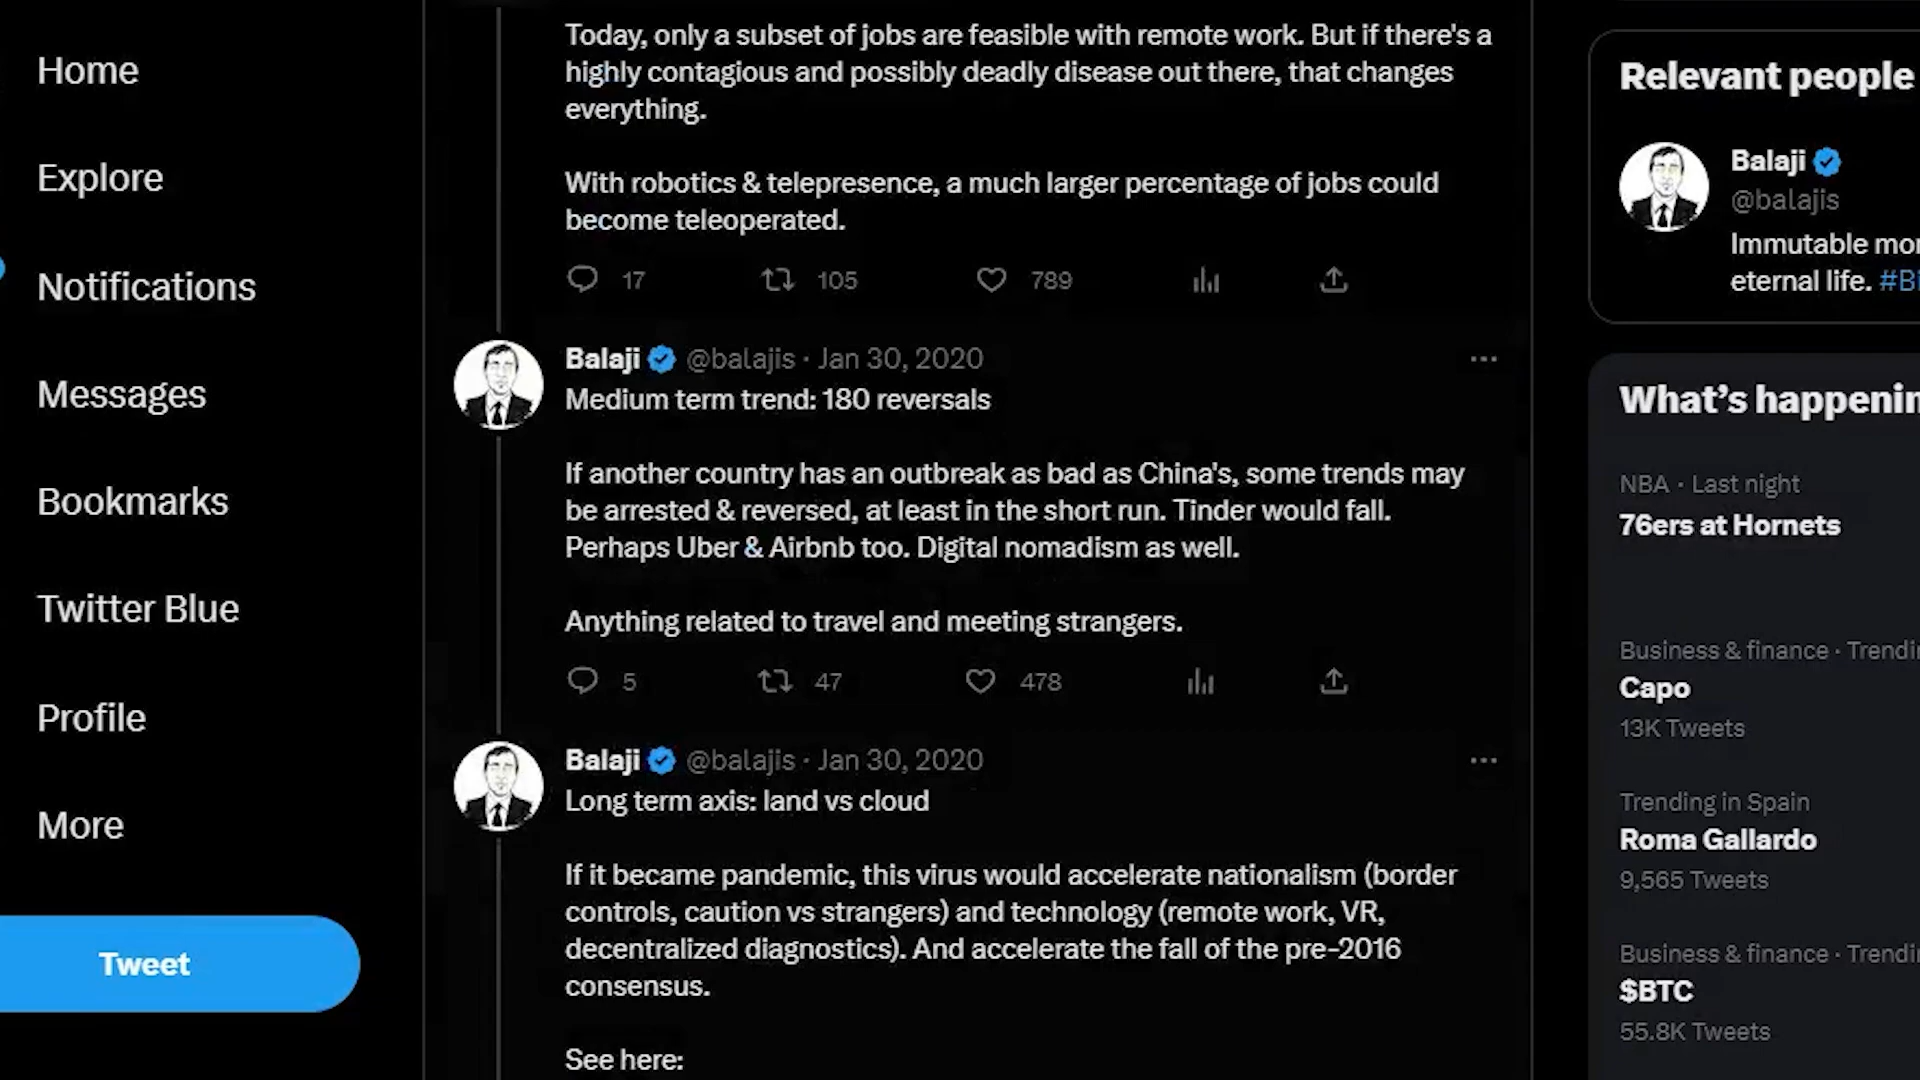 Home
Explore
Notifications
Messages
Bookmarks
Twitter Blue
Profile
More
Tweet
Today, only a subset of jobs are feasible with remote work. But if there's a
highly contagious and possibly deadly disease out there, that changes
everything.
With robotics & telepresence, a much larger percentage of jobs could
become teleoperated.
17 105 789
Balaji @balajis · Jan 30, 2020
Medium term trend: 180 reversals
If another country has an outbreak as bad as China's, some trends may
be arrested & reversed, at least in the short run. Tinder would fall.
Perhaps Uber & Airbnb too. Digital nomadism as well.
Anything related to travel and meeting strangers.
5 47 478
Balaji @balajis · Jan 30, 2020
Long term axis: land vs cloud
If it became pandemic, this virus would accelerate nationalism (border
controls, caution vs strangers) and technology (remote work, VR,
decentralized diagnostics). And accelerate the fall of the pre-2016
consensus.
See here:
Relevant people
Balaji
@balajis
Immutable mon
eternal life. #Bi
What's happenin
NBA · Last night
76ers at Hornets
Business & finance · Trendin
Capo
13K Tweets
Trending in Spain
Roma Gallardo
9,565 Tweets
Business & finance · Trendin
$BTC
55.8K Tweets